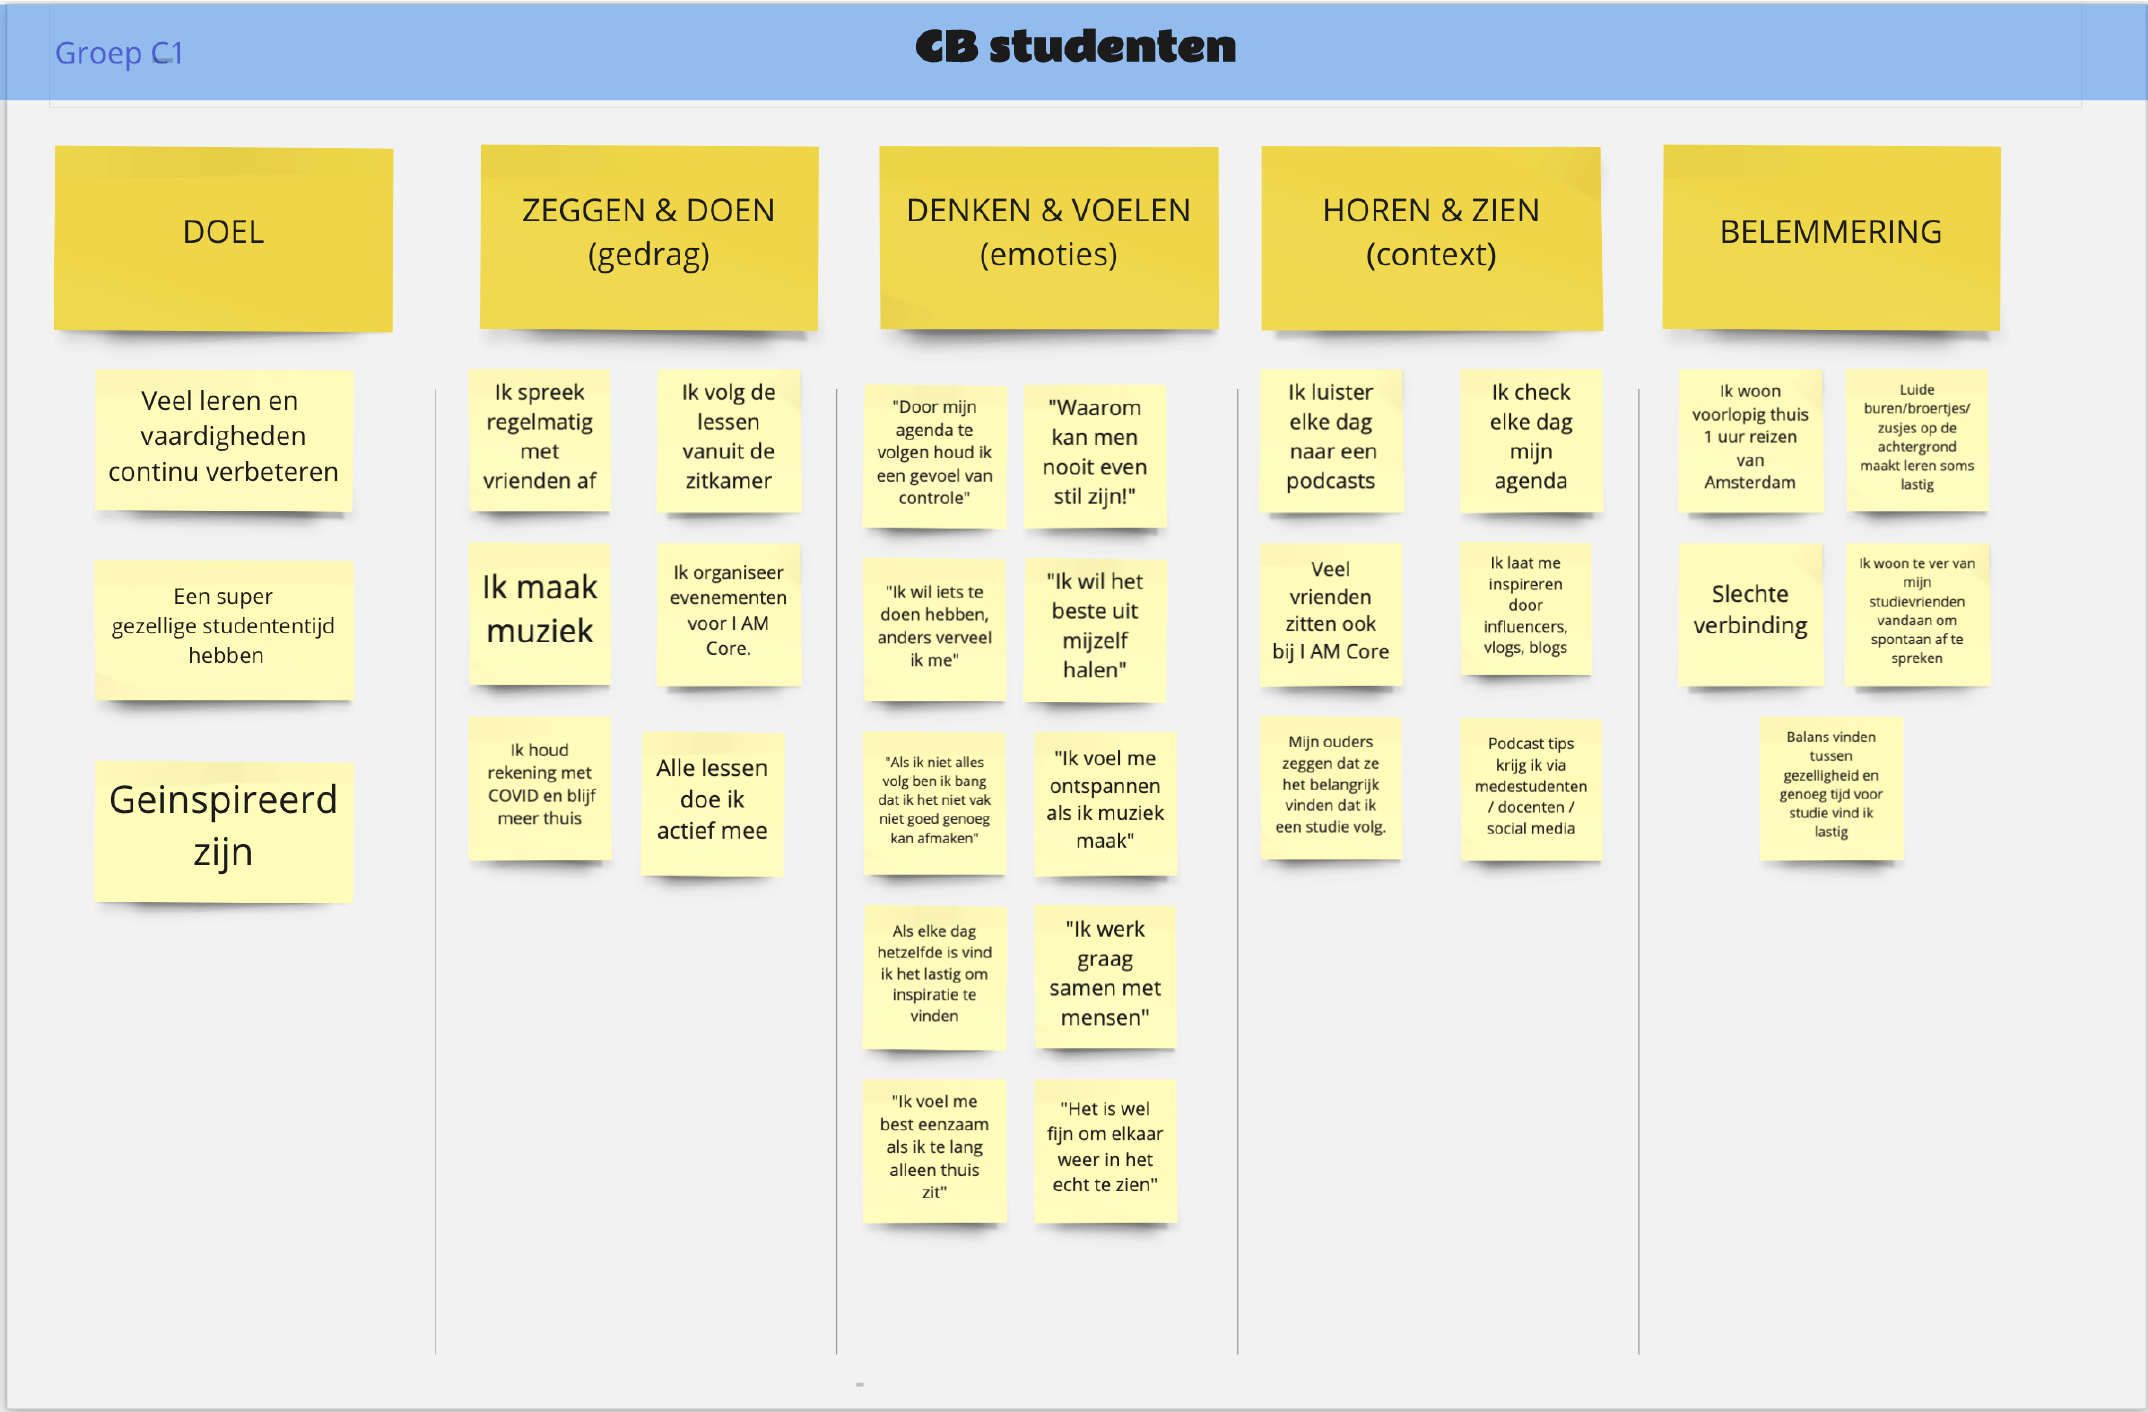 Groep C1
CB studenten
DOEL
Veel leren en
vaardigheden
continu verbeteren
Een super
gezellige studententijd
hebben
Geinspireerd
zijn
ZEGGEN & DOEN
(gedrag)
Ik spreek
regelmatig
met
vrienden af
Ik volg de
lessen
vanuit de
zitkamer
Ik maak
muziek
Ik organiseer
evenementen
voor I AM
Core.
Ik houd
rekening met
COVID en blijf
meer thuis
Alle lessen
doe ik
actief mee
DENKEN & VOELEN
(emoties)
"Door mijn
agenda te
volgen houd ik
een gevoel van
controle"
"Waarom
kan men
nooit even
stil zijn!"
"Ik wil iets te
doen hebben,
anders verveel
ik me"
"Ik wil het
beste uit
mijzelf
halen"
"Als ik niet alles
volg ben ik bang
dat ik het niet vak
niet goed genoeg
kan afmaken"
"Ik voel me
ontspannen
als ik muziek
maak"
Als elke dag
hetzelfde is vind
ik het lastig om
inspiratie te
vinden
"Ik werk
graag
samen met
mensen"
"Ik voel me
best eenzaam
als ik te lang
alleen thuis
zit"
"Het is wel
fijn om elkaar
weer in het
echt te zien"
HOREN & ZIEN
(context)
Ik luister
elke dag
naar een
podcasts
Ik check
elke dag
mijn
agenda
Veel
vrienden
zitten ook
bij I AM Core
Ik laat me
inspireren
door
influencers,
vlogs, blogs
Mijn ouders
zeggen dat ze
het belangrijk
vinden dat ik
een studie volg.
Podcast tips
krijg ik via
medestudenten
/ docenten /
social media
BELEMMERING
Ik woon
voorlopig thuis
1 uur reizen
van
Amsterdam
Luide
buren/broertjes/
zusjes op de
achtergrond
maakt leren soms
lastig
Slechte
verbinding
Ik woon te ver van
mijn
studievrienden
vandaan om
spontaan af te
spreken
Balans vinden
tussen
gezelligheid en
genoeg tijd voor
studie vind ik
lastig